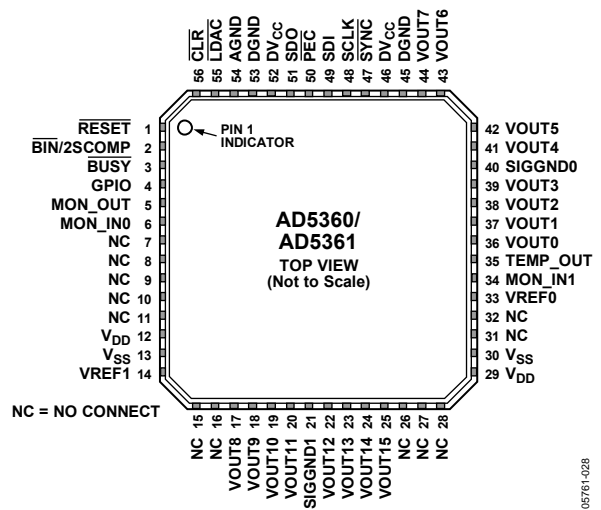 CLR 56
LDAC 55
AGND 54
DGND 53
DVCC 52
SDO 51
PEC 50
SDI 49
SCLK 48
SYNC 47
DVCC 46
DGND 45
VOUT7 44
VOUT6 43
RESET 1
BIN/2SCOMP 2
BUSY 3
GPIO 4
MON_OUT 5
MON_IN0 6
NC 7
NC 8
NC 9
NC 10
NC 11
VDD 12
VSS 13
VREF1 14
PIN 1
INDICATOR
AD5360/
AD5361
TOP VIEW
(Not to Scale)
42 VOUT5
41 VOUT4
40 SIGGND0
39 VOUT3
38 VOUT2
37 VOUT1
36 VOUT0
35 TEMP_OUT
34 MON_IN1
33 VREF0
32 NC
31 NC
30 VSS
29 VDD
NC = NO CONNECT
NC 15
NC 16
VOUT8 17
VOUT9 18
VOUT10 19
VOUT11 20
SIGGND1 21
VOUT12 22
VOUT13 23
VOUT14 24
VOUT15 25
NC 26
NC 27
NC 28
05761-028